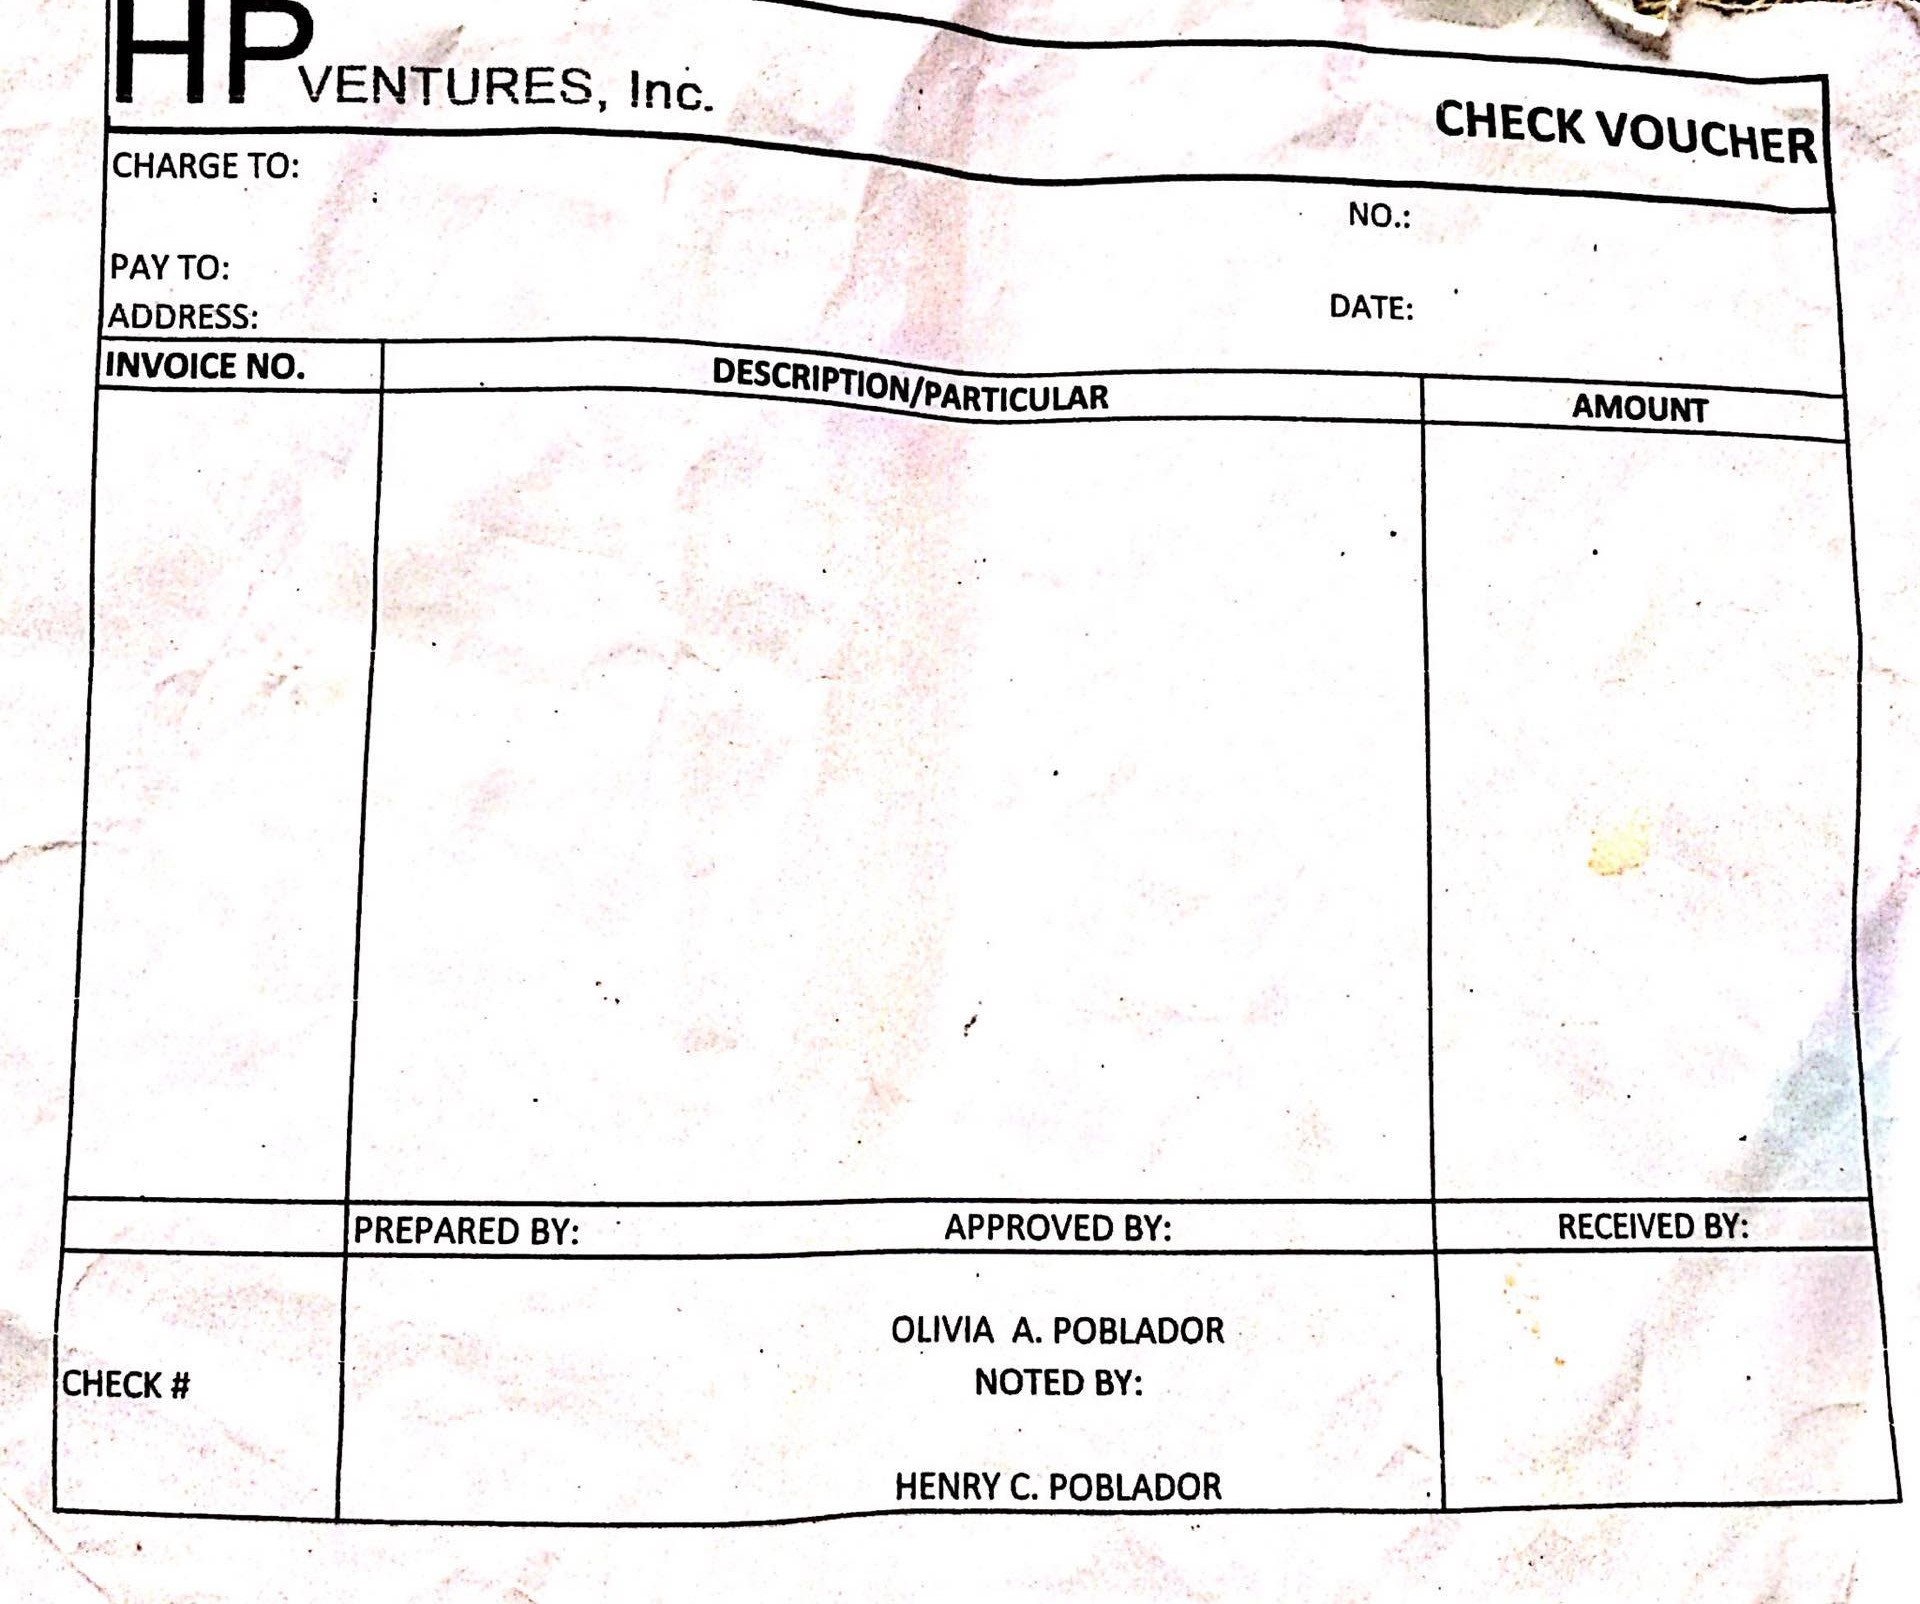 HP VENTURES, Inc.
CHECK VOUCHER
CHARGE TO:
NO.:
PAY TO:
DATE:
ADDRESS:
INVOICE NO. DESCRIPTION/PARTICULAR AMOUNT
PREPARED BY: APPROVED BY: RECEIVED BY:
OLIVIA A. POBLADOR
CHECK # NOTED BY:
HENRY C. POBLADOR